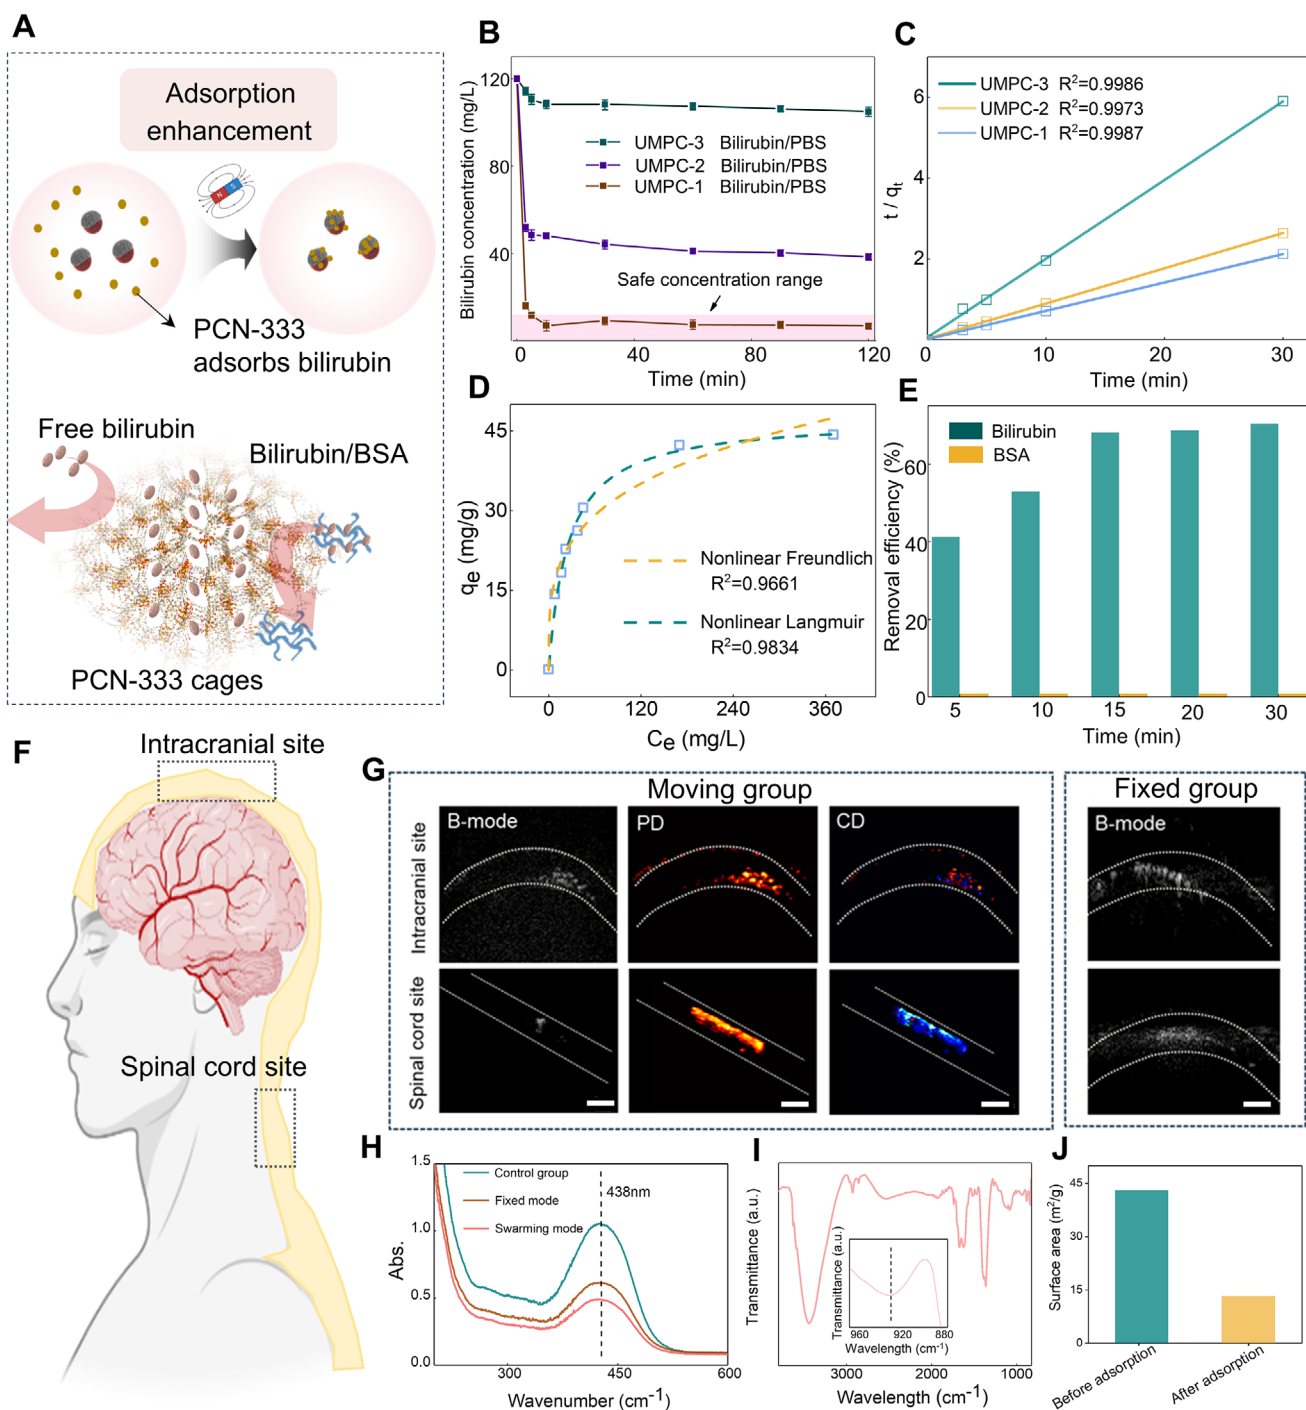 A
Adsorption
enhancement
N
S
PCN-333
adsorbs bilirubin
Free bilirubin
Bilirubin/BSA
PCN-333 cages
B
Bilirubin concentration (mg/L)
120
80
40
UMPC-3 Bilirubin/PBS
UMPC-2 Bilirubin/PBS
UMPC-1 Bilirubin/PBS
Safe concentration range
0
40
80
120
Time (min)
C
t / qt
6
4
2
UMPC-3 R²=0.9986
UMPC-2 R²=0.9973
UMPC-1 R²=0.9987
0
10
20
30
Time (min)
D
qe (mg/g)
45
30
15
0
Nonlinear Freundlich
R²=0.9661
Nonlinear Langmuir
R²=0.9834
0
120
240
360
Ce (mg/L)
E
Removal efficiency (%)
60
40
20
0
Bilirubin
BSA
5
10
15
20
30
Time (min)
F
Intracranial site
Spinal cord site
G
Moving group
Fixed group
Intracranial site
B-mode
PD
CD
B-mode
Spinal cord site
H
Abs.
1.5
1.0
0.5
0.0
Control group
Fixed mode
Swarming mode
438nm
300
450
600
Wavenumber (cm⁻¹)
I
Transmittance (a.u.)
Transmittance (a.u.)
960
920
880
Wavelength (cm⁻¹)
3000
2000
1000
Wavelength (cm⁻¹)
J
Surface area (m²/g)
45
30
15
0
Before adsorption
After adsorption